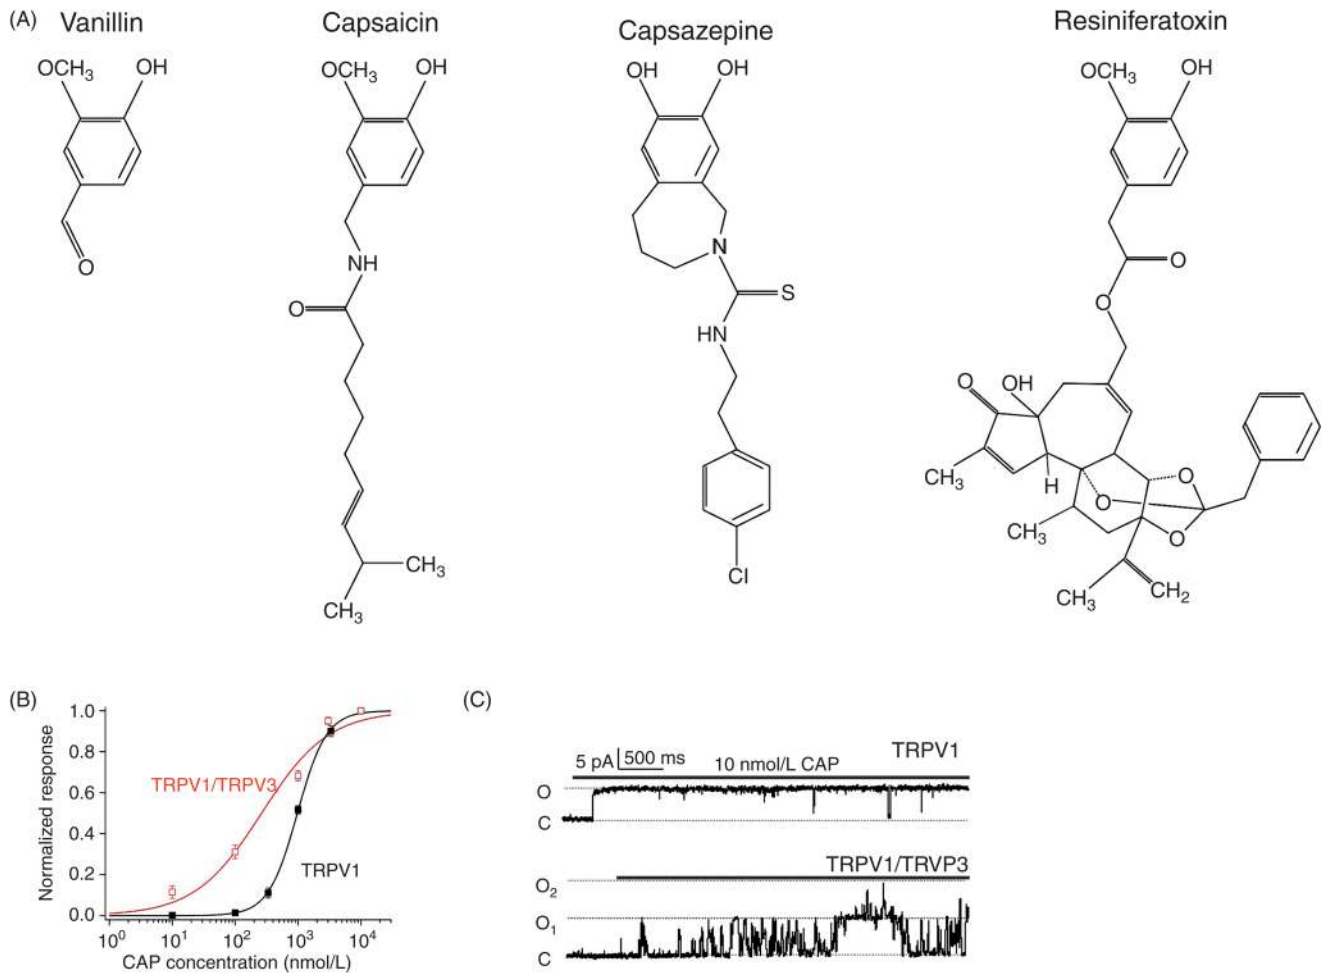 (A)
Vanillin
Capsaicin
Capsazepine
Resiniferatoxin
OCH3
OH
O
OCH3
OH
NH
O
CH3
CH3
OH
OH
N
S
HN
Cl
OCH3
OH
O
O
O
OH
CH3
H
O
O
O
CH3
CH3
CH2
(B)
Normalized response
1.0
0.8
0.6
0.4
0.2
0.0
TRPV1/TRPV3
TRPV1
10^0
10^1
10^2
10^3
10^4
CAP concentration (nmol/L)
(C)
TRPV1
5 pA
500 ms
10 nmol/L CAP
O
C
TRPV1/TRVP3
O2
O1
C